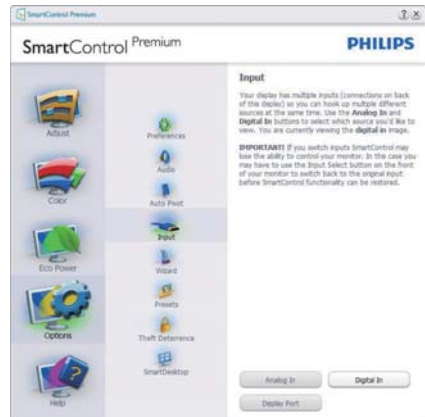 SmartControl Premium
SmartControl Premium
PHILIPS
Adjust
Color
Eco Power
Options
Help
Preferences
Audio
Auto Pivot
Input
Wizard
Presets
Theft Deterrence
SmartDesktop
Input
Your display has multiple inputs (connections on back
of this display) so you can hook up multiple different
sources at the same time. Use the Analog In and
Digital In buttons to select which source you'd like to
view. You are currently viewing the digital in image.
IMPORTANT! If you switch inputs SmartControl may
lose the ability to control your monitor. In this case you
may have to use the Input Select button on the front
of your monitor to switch back to the original input
before SmartControl functionality can be restored.
Analog In
Digital In
Display Port